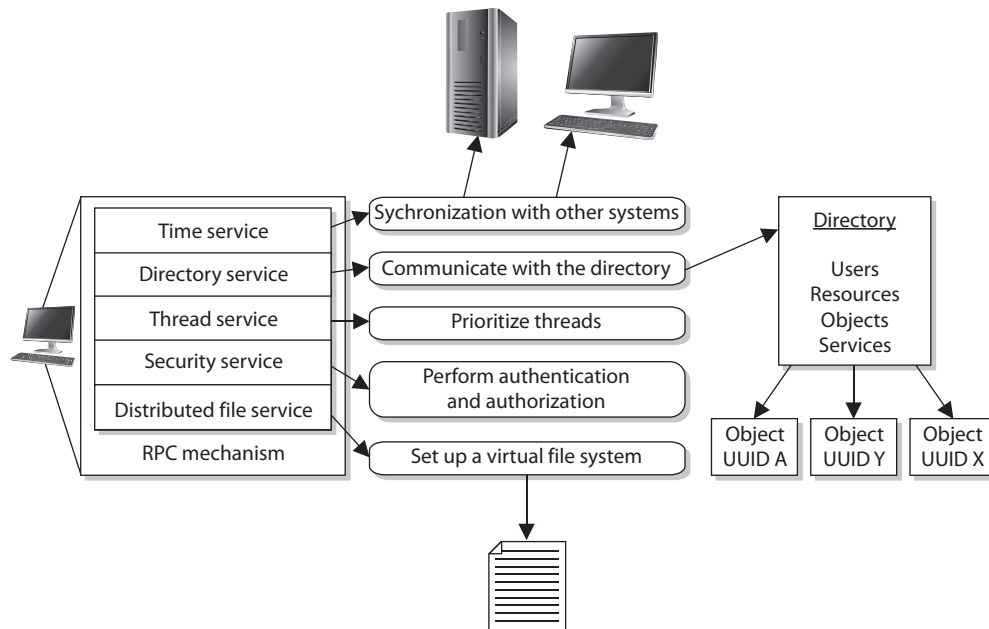 Time service
Directory service
Thread service
Security service
Distributed file service
RPC mechanism
Sychronization with other systems
Communicate with the directory
Prioritize threads
Perform authentication
and authorization
Set up a virtual file system
Directory
Users
Resources
Objects
Services
Object
UUID A
Object
UUID Y
Object
UUID X